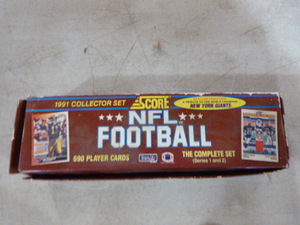 1991 COLLECTOR SET
SCORE
NEW YORK GIANTS
NFL
FOOTBALL
690 PLAYER CARDS
THE COMPLETE SET
(Series 1 and 2)